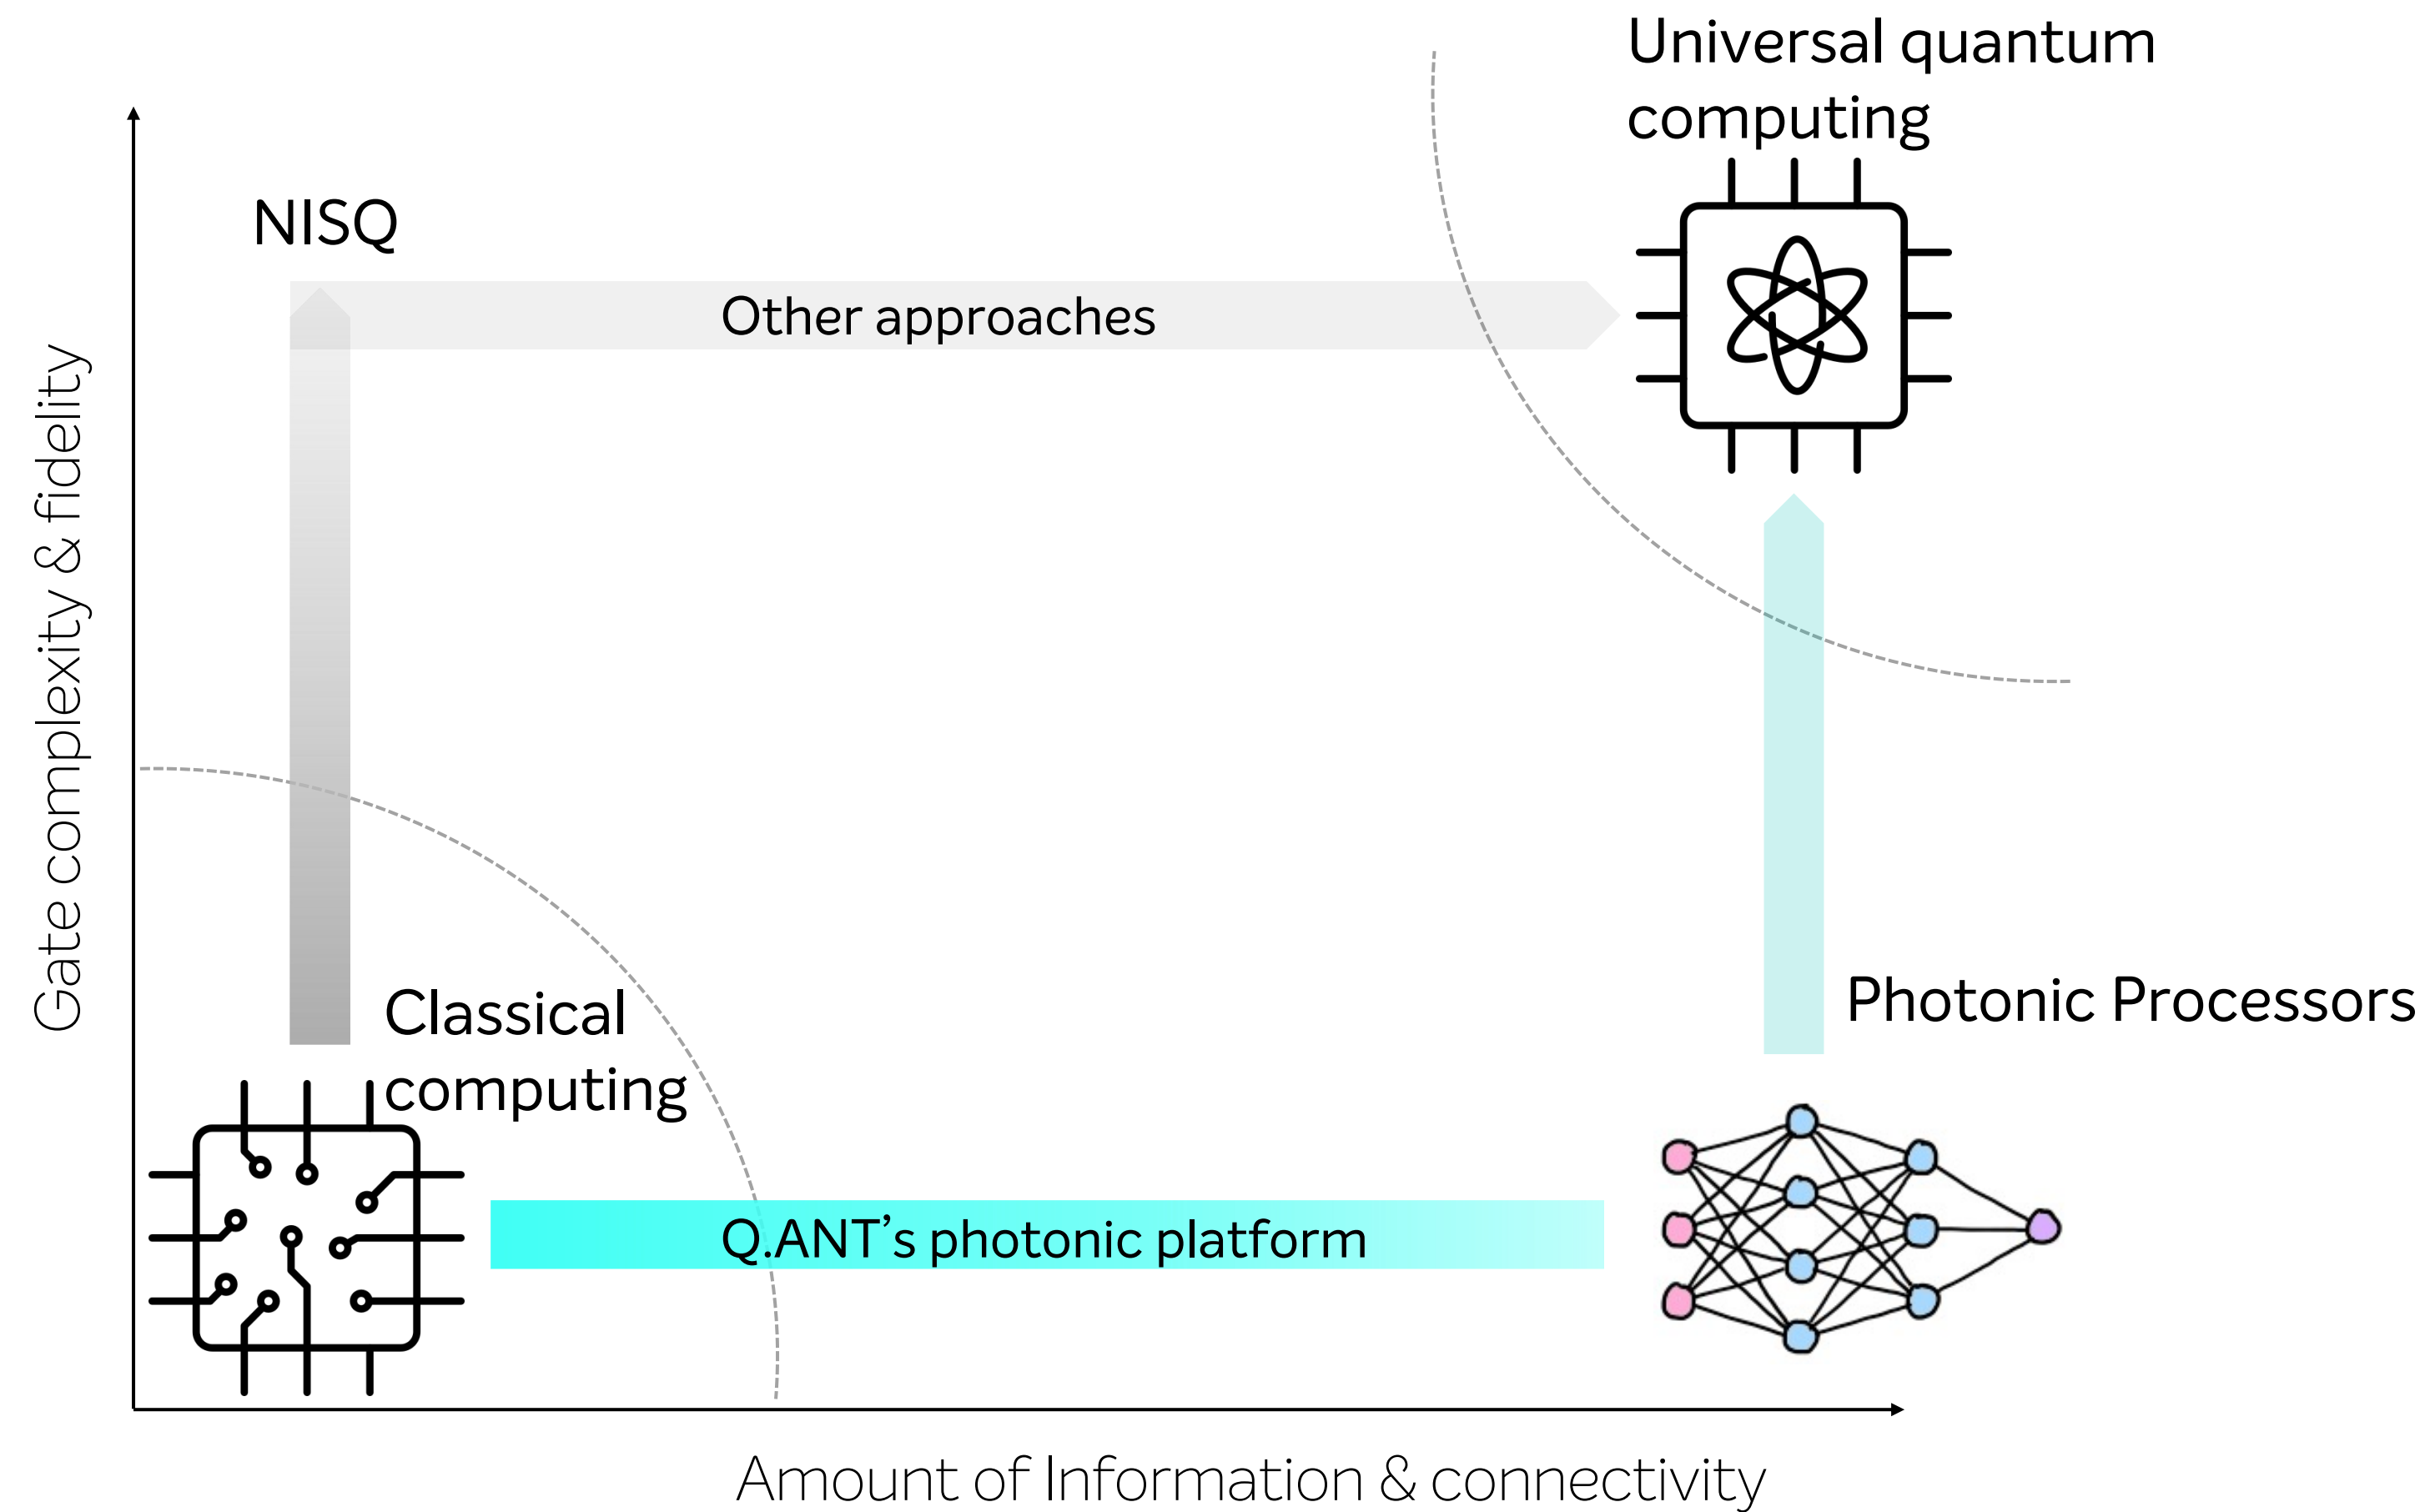 Universal quantum
computing
NISQ
Other approaches
Gate complexity & fidelity
Classical
computing
Photonic Processors
Q.ANT’s photonic platform
Amount of Information & connectivity